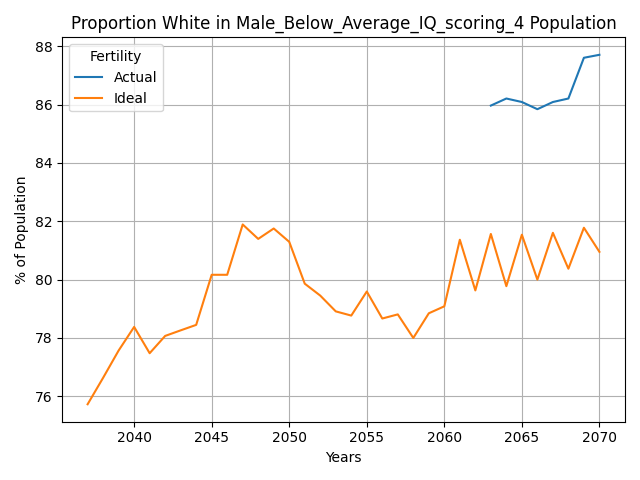 Proportion White in Male_Below_Average_IQ_scoring_4 Population
Fertility
Actual
Ideal
88
86
84
82
80
78
76
% of Population
2040
2045
2050
2055
2060
2065
2070
Years